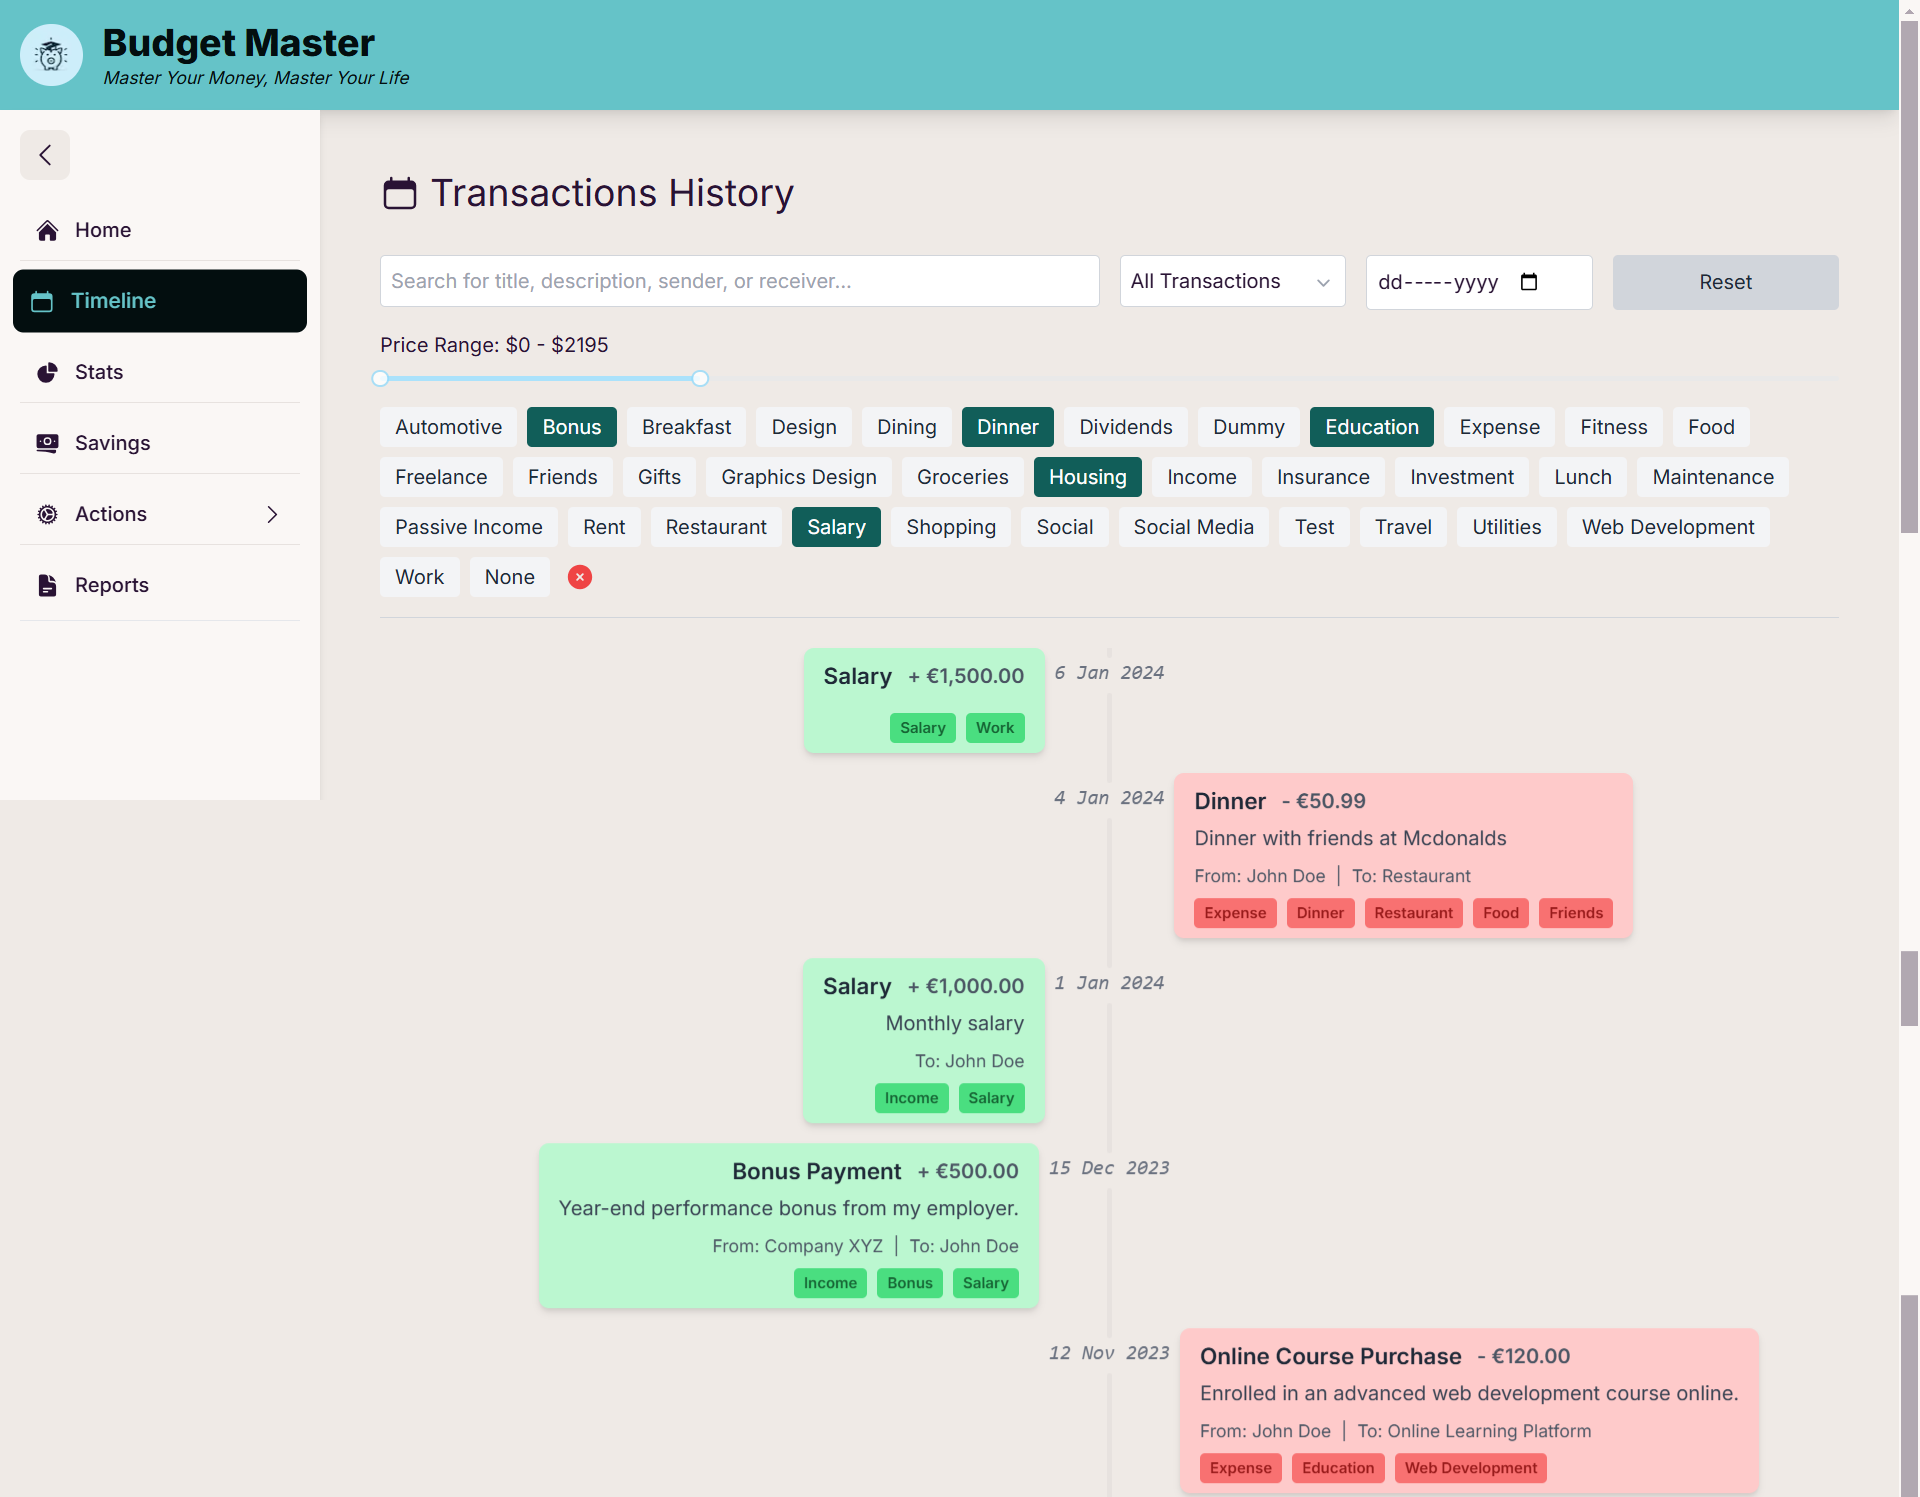 Budget Master
Master Your Money, Master Your Life
Home
Timeline
Stats
Savings
Actions
Reports
Transactions History
Search for title, description, sender, or receiver...
All Transactions
dd-----yyyy
Reset
Price Range: $0 - $2195
Automotive Bonus Breakfast Design Dining Dinner Dividends Dummy Education Expense Fitness Food
Freelance Friends Gifts Graphics Design Groceries Housing Income Insurance Investment Lunch Maintenance
Passive Income Rent Restaurant Salary Shopping Social Social Media Test Travel Utilities Web Development
Work None
Salary + €1,500.00
Salary Work
6 Jan 2024
4 Jan 2024
Dinner - €50.99
Dinner with friends at Mcdonalds
From: John Doe | To: Restaurant
Expense Dinner Restaurant Food Friends
Salary + €1,000.00
Monthly salary
To: John Doe
Income Salary
1 Jan 2024
Bonus Payment + €500.00
Year-end performance bonus from my employer.
From: Company XYZ | To: John Doe
Income Bonus Salary
15 Dec 2023
12 Nov 2023
Online Course Purchase - €120.00
Enrolled in an advanced web development course online.
From: John Doe | To: Online Learning Platform
Expense Education Web Development